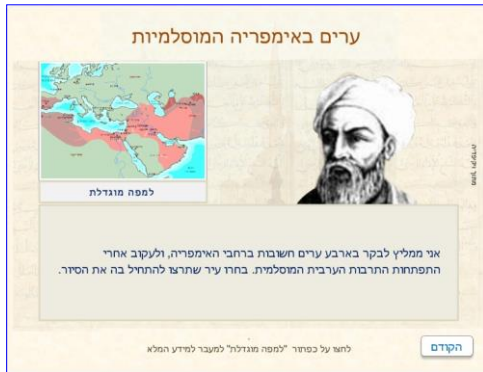 ערים באימפריה המוסלמיות
למפה מוגדלת
אני ממליץ לבקר בארבע ערים חשובות ברחבי האימפריה, ולעקוב אחרי
התפתחות התרבות הערבית המוסלמית. בחרו עיר שתרצו להתחיל בה את הסיור.
לחצו על כפתור "למפה מוגדלת" למעבר למידע המלא
הקודם